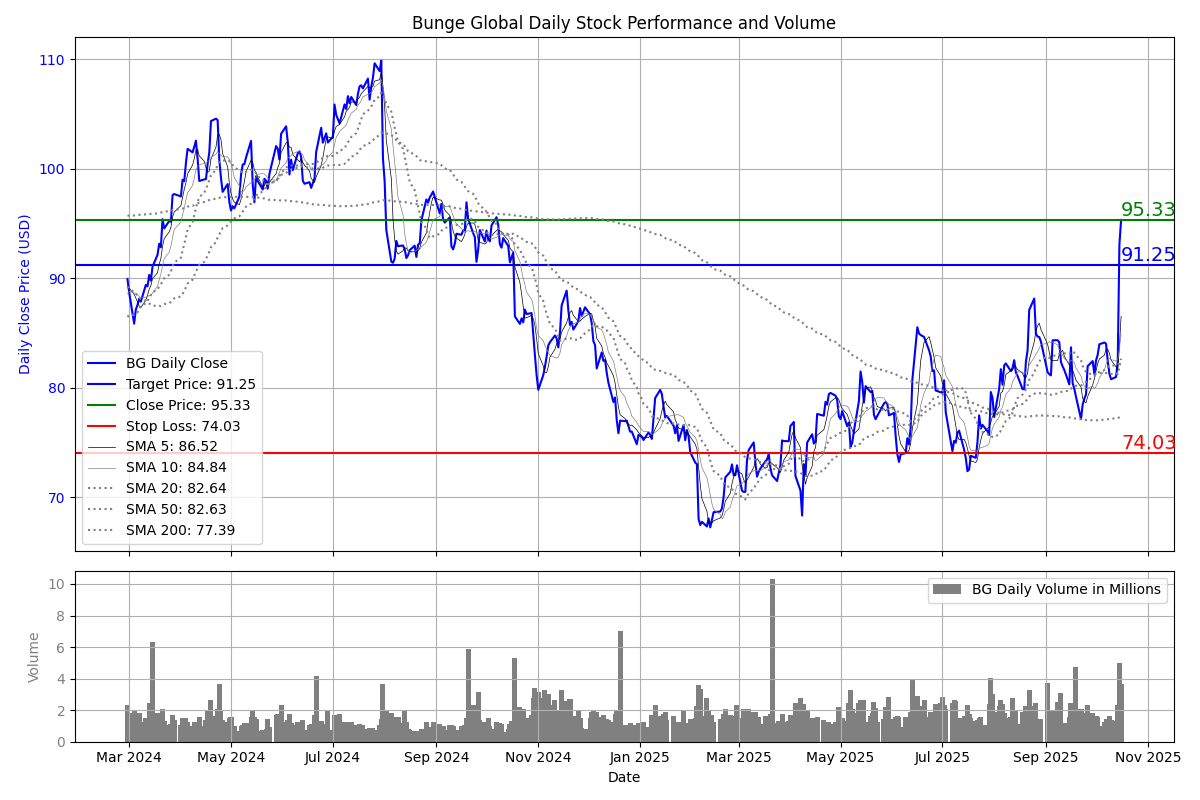 Bunge Global Daily Stock Performance and Volume
Daily Close Price (USD)
110
100
90
80
70
95.33
91.25
74.03
BG Daily Close
Target Price: 91.25
Close Price: 95.33
Stop Loss: 74.03
SMA 5: 86.52
SMA 10: 84.84
SMA 20: 82.64
SMA 50: 82.63
SMA 200: 77.39
Volume
10
8
6
4
2
0
BG Daily Volume in Millions
Mar 2024 May 2024 Jul 2024 Sep 2024 Nov 2024 Jan 2025 Mar 2025 May 2025 Jul 2025 Sep 2025 Nov 2025
Date